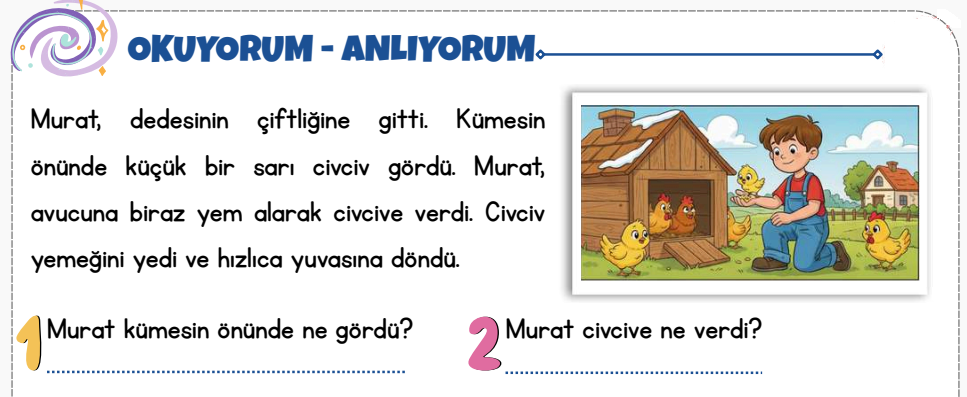 OKUYORUM - ANLIYORUM
Murat, dedesinin çiftliğine gitti. Kümesin
önünde küçük bir sarı civciv gördü. Murat,
avucuna biraz yem alarak civcive verdi. Civciv
yemeğini yedi ve hızlıca yuvasına döndü.
1 Murat kümesin önünde ne gördü?
2 Murat civcive ne verdi?